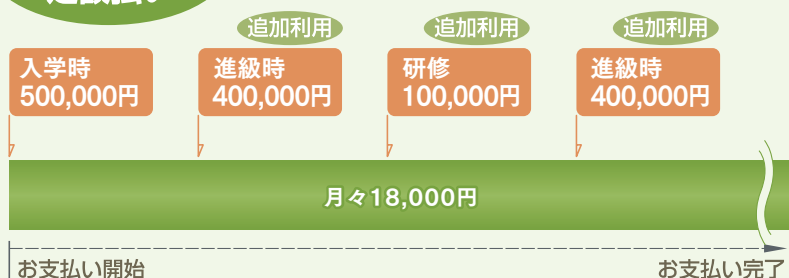 追加利用
追加利用
追加利用
入学時
500,000円
進級時
400,000円
研修
100,000円
進級時
400,000円
月々18,000円
お支払い開始
お支払い完了